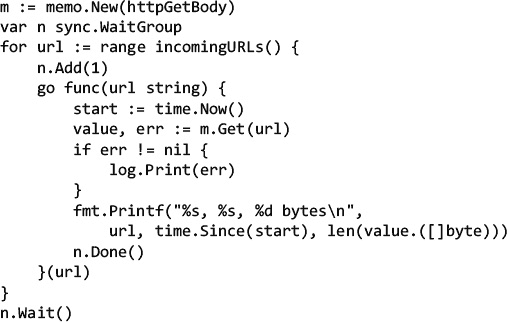 m := memo.New(httpGetBody)
var n sync.WaitGroup
for url := range incomingURLs() {
    n.Add(1)
    go func(url string) {
        start := time.Now()
        value, err := m.Get(url)
        if err != nil {
            log.Print(err)
        }
        fmt.Printf("%s, %s, %d bytes\n",
            url, time.Since(start), len(value.([]byte)))
        n.Done()
    }(url)
}
n.Wait()